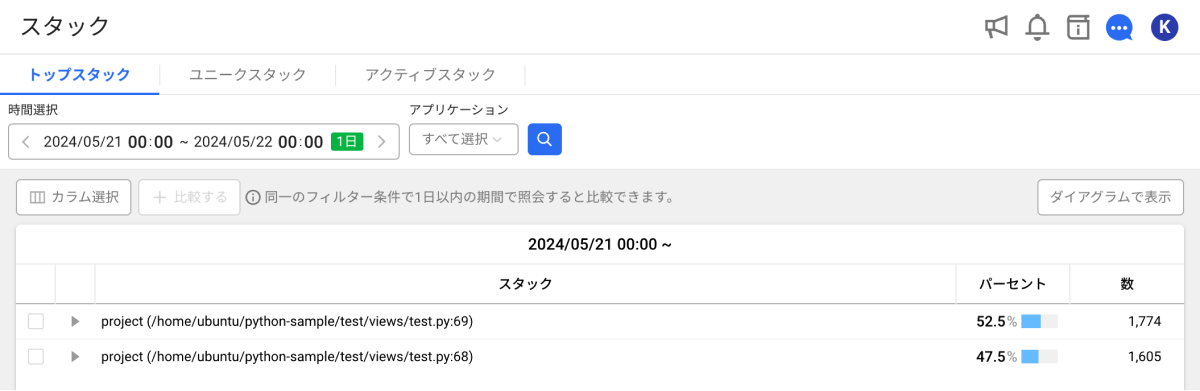 スタック
K
トップスタック ユニークスタック アクティブスタック
時間選択 アプリケーション
2024/05/21 00:00 ~ 2024/05/22 00:00 1日 すべて選択
カラム選択 比較する 同一のフィルター条件で1日以内の期間で照会すると比較できます。 ダイアグラムで表示
2024/05/21 00:00 ~
スタック パーセント 数
project (/home/ubuntu/python-sample/test/views/test.py:69) 52.5% 1,774
project (/home/ubuntu/python-sample/test/views/test.py:68) 47.5% 1,605